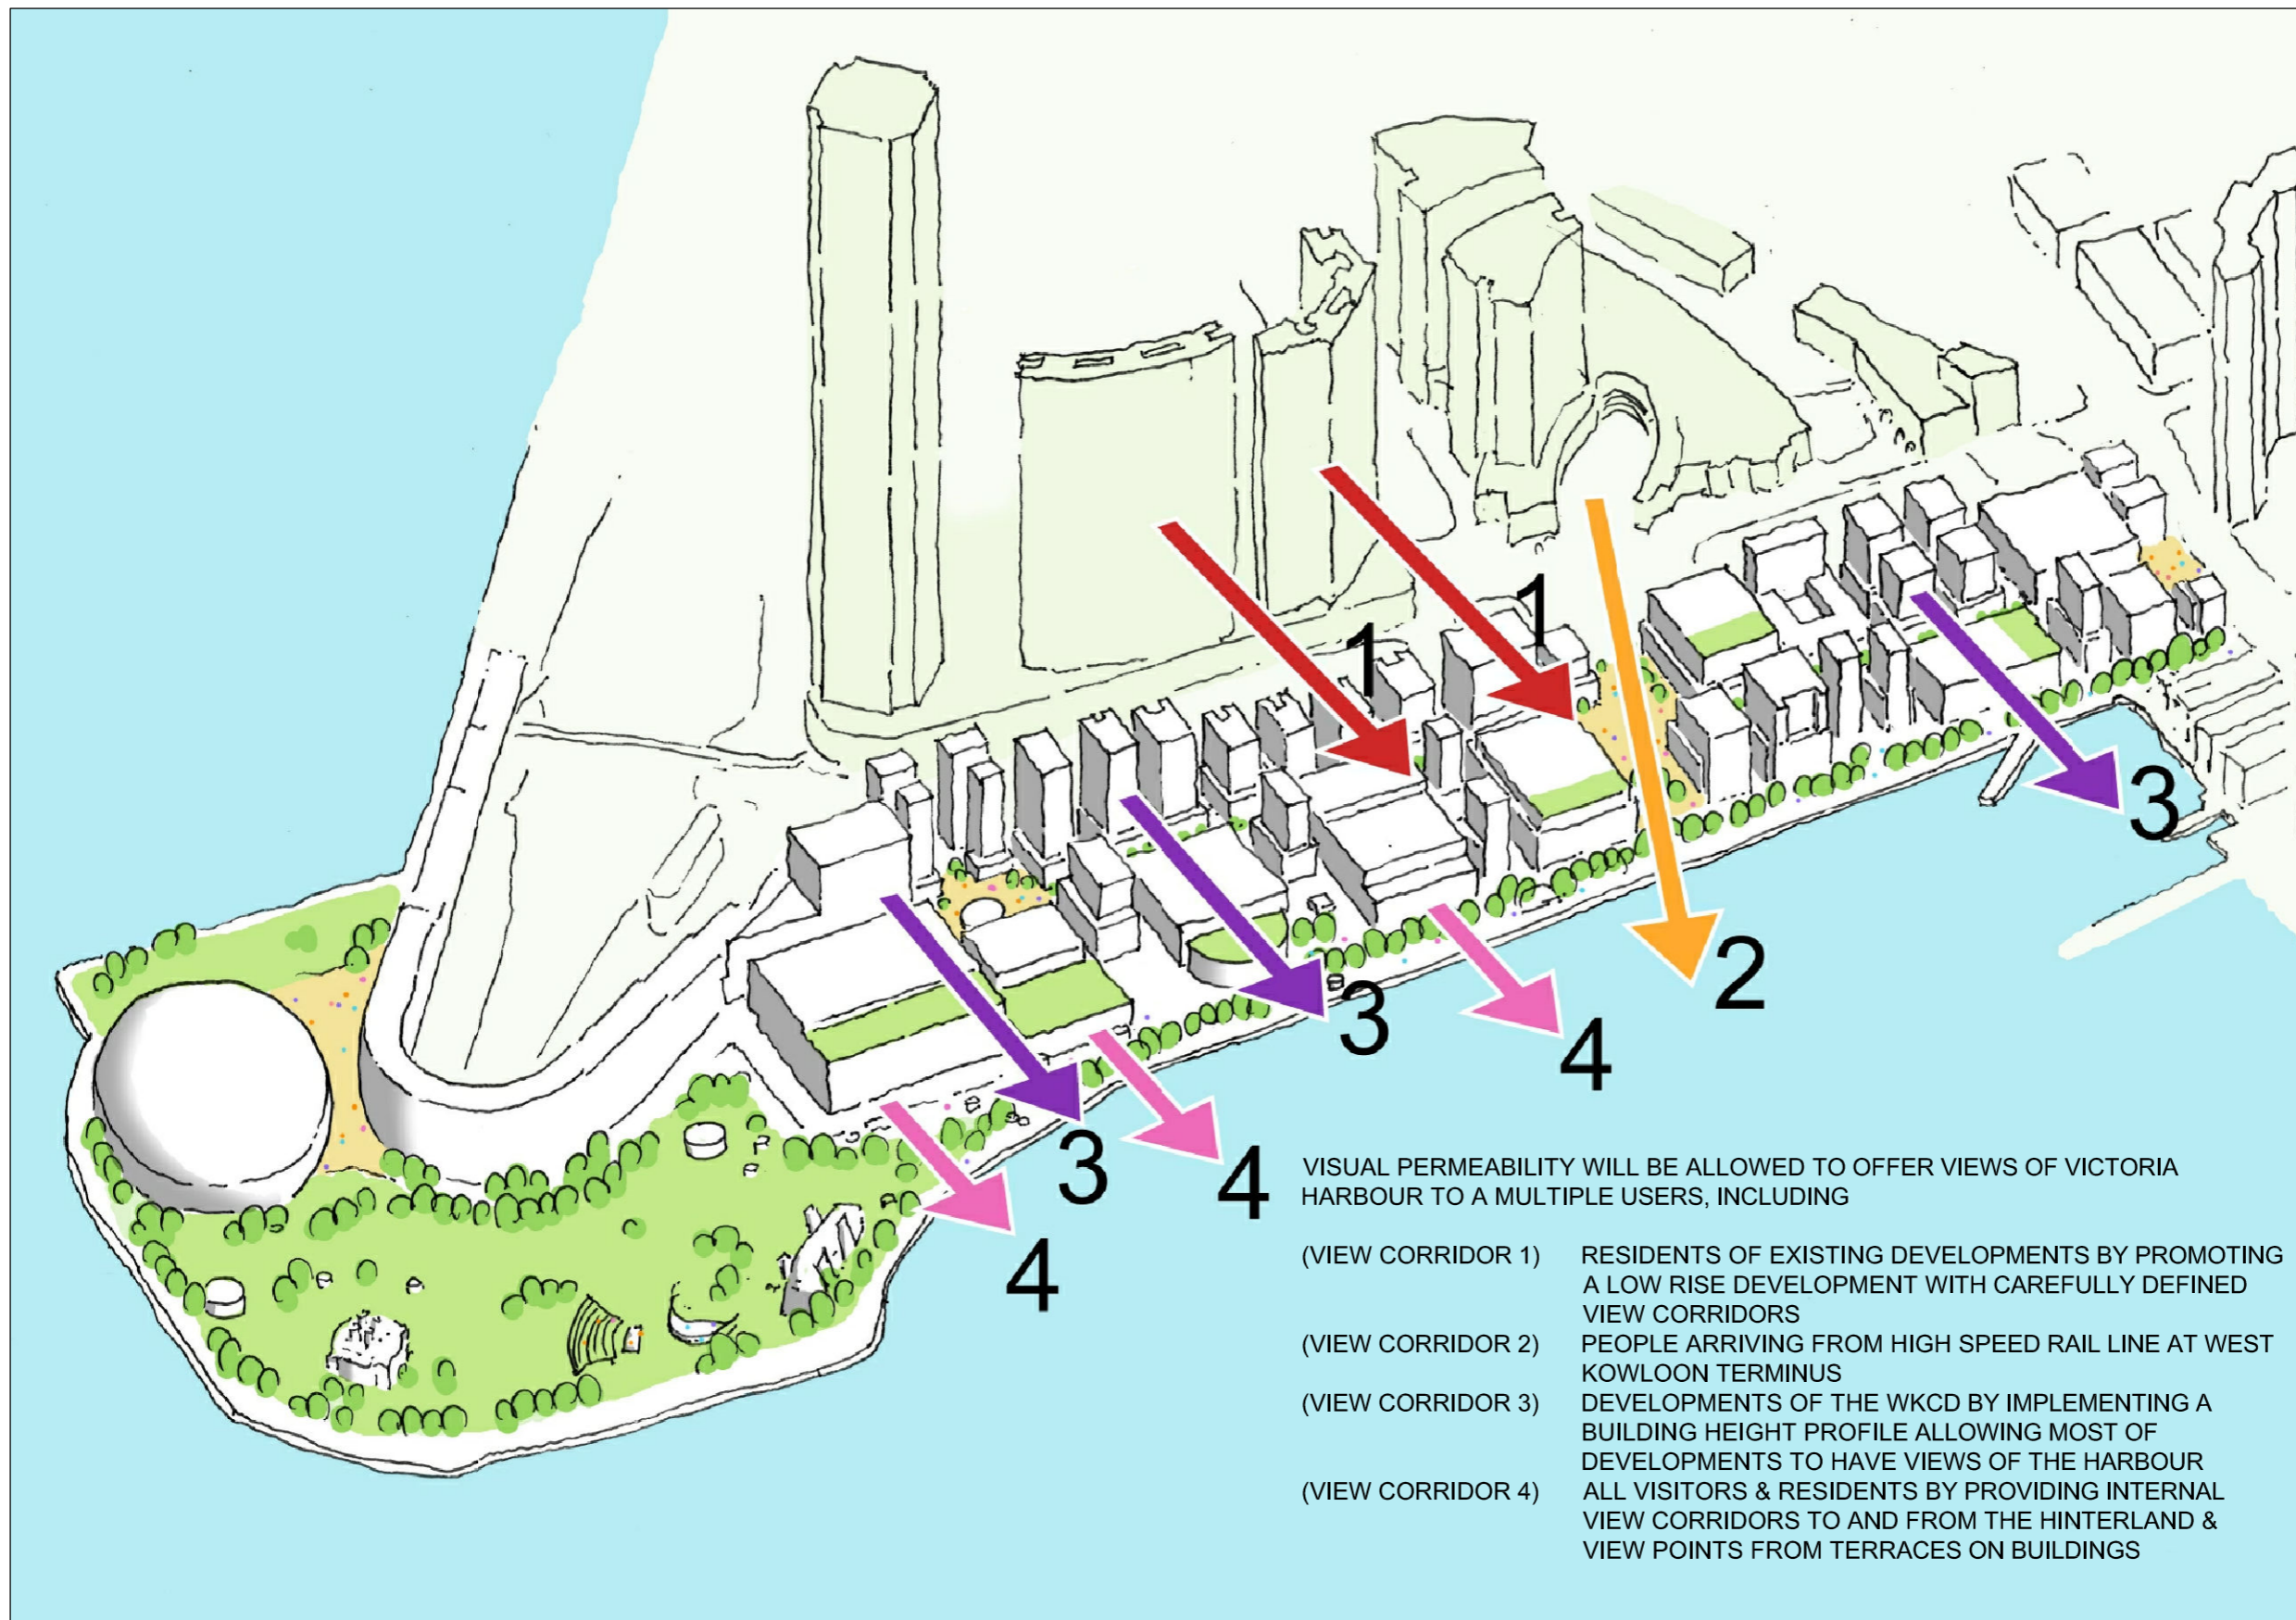 1
1
3
2
3
4
3
4
4
VISUAL PERMEABILITY WILL BE ALLOWED TO OFFER VIEWS OF VICTORIA
HARBOUR TO A MULTIPLE USERS, INCLUDING
(VIEW CORRIDOR 1) RESIDENTS OF EXISTING DEVELOPMENTS BY PROMOTING
A LOW RISE DEVELOPMENT WITH CAREFULLY DEFINED
VIEW CORRIDORS
(VIEW CORRIDOR 2) PEOPLE ARRIVING FROM HIGH SPEED RAIL LINE AT WEST
KOWLOON TERMINUS
(VIEW CORRIDOR 3) DEVELOPMENTS OF THE WKCD BY IMPLEMENTING A
BUILDING HEIGHT PROFILE ALLOWING MOST OF
DEVELOPMENTS TO HAVE VIEWS OF THE HARBOUR
(VIEW CORRIDOR 4) ALL VISITORS & RESIDENTS BY PROVIDING INTERNAL
VIEW CORRIDORS TO AND FROM THE HINTERLAND &
VIEW POINTS FROM TERRACES ON BUILDINGS